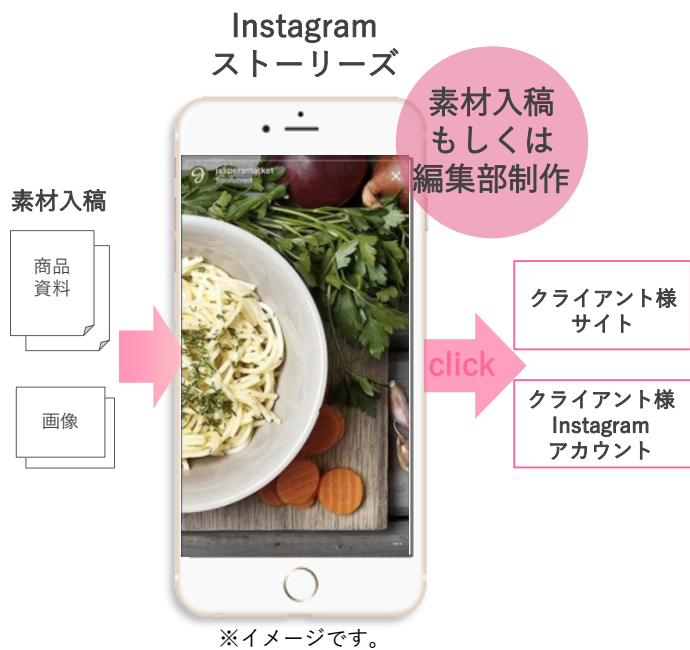 Instagram
ストーリーズ
素材入稿
もしくは
編集部制作
jaspersmarket
Sponsored
素材入稿
商品
資料
画像
click
クライアント様
サイト
クライアント様
Instagram
アカウント
※イメージです。